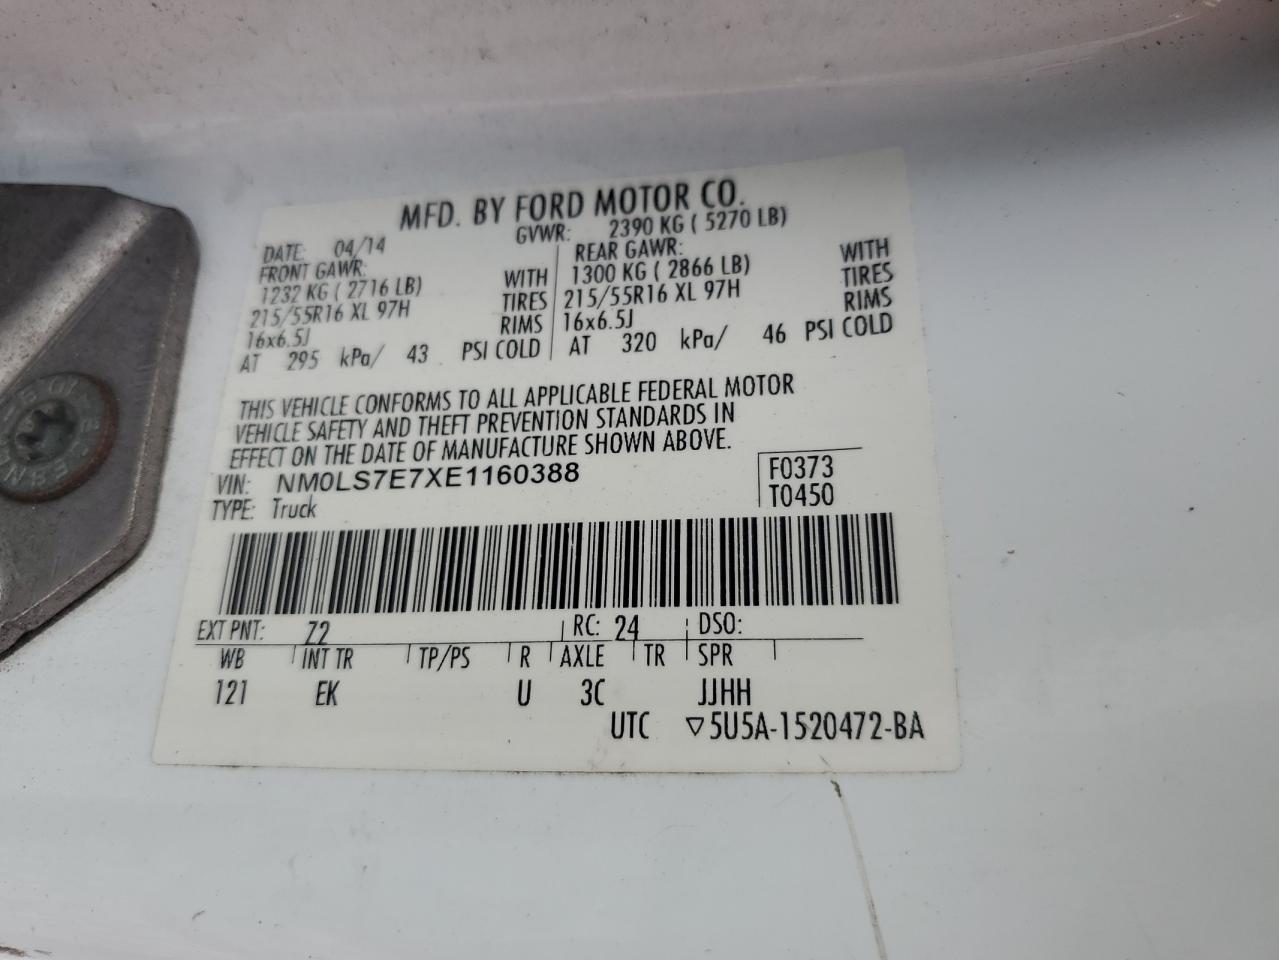 MFD. BY FORD MOTOR CO.
DATE: 04/14 GVWR: 2390 KG ( 5270 LB)
FRONT GAWR: REAR GAWR:
1232 KG ( 2716 LB) WITH 1300 KG ( 2866 LB) WITH
215/55R16 XL 97H TIRES 215/55R16 XL 97H TIRES
16x6.5J RIMS 16x6.5J RIMS
AT 295 kPa/ 43 PSI COLD AT 320 kPa/ 46 PSI COLD
THIS VEHICLE CONFORMS TO ALL APPLICABLE FEDERAL MOTOR
VEHICLE SAFETY AND THEFT PREVENTION STANDARDS IN
EFFECT ON THE DATE OF MANUFACTURE SHOWN ABOVE.
VIN: NM0LS7E7XE1160388 F0373
TYPE: Truck T0450
EXT PNT: Z2 RC: 24 DSO:
WB INT TR TP/PS R AXLE TR SPR
121 EK U 3C JJHH
UTC ▽5U5A-1520472-BA